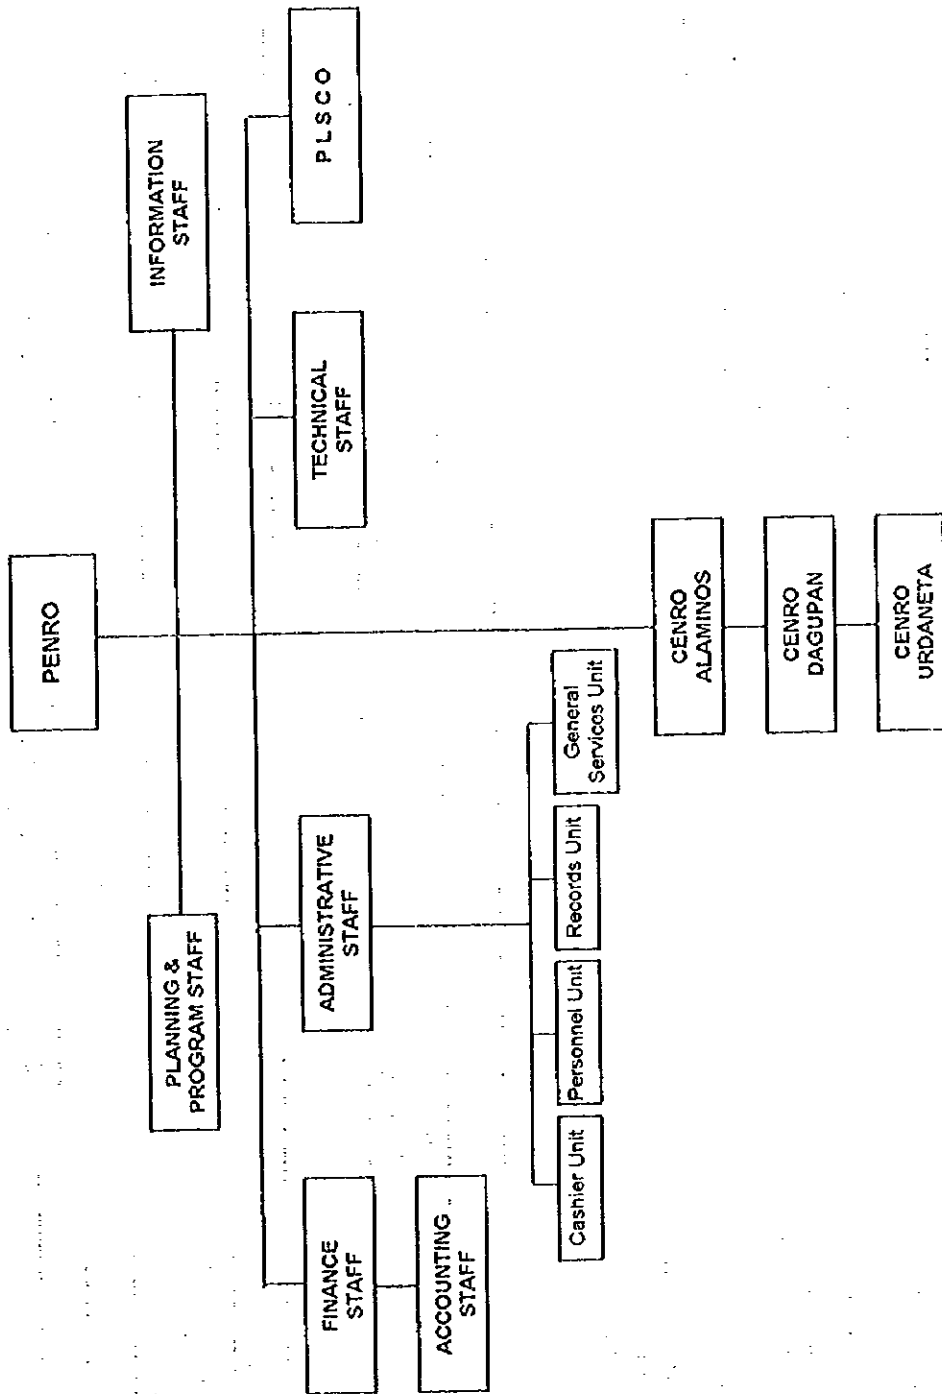 PENRO
PLANNING &
PROGRAM STAFF
INFORMATION
STAFF
FINANCE
STAFF
ADMINISTRATIVE
STAFF
TECHNICAL
STAFF
PLSCO
ACCOUNTING
STAFF
Cashier Unit
Personnel Unit
Records Unit
General
Services Unit
CENRO
ALAMINOS
CENRO
DAGUPAN
CENRO
URDANETA